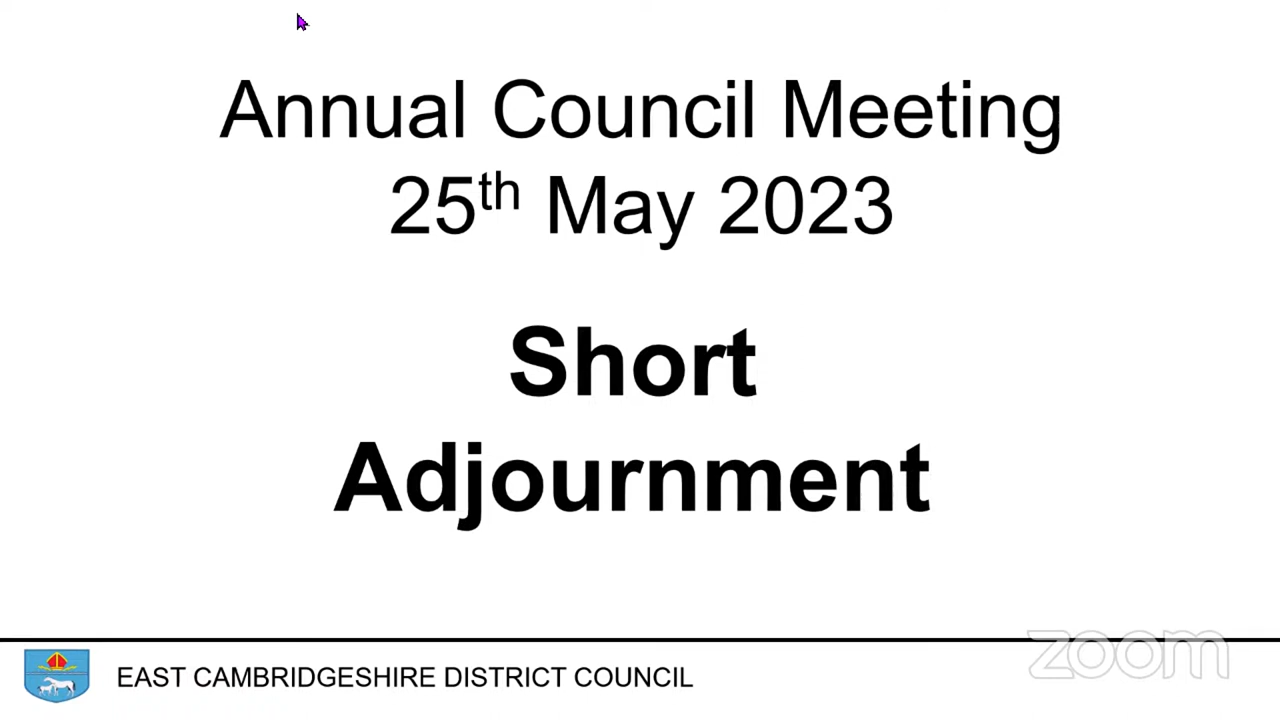 Annual Council Meeting
25th May 2023
Short
Adjournment
EAST CAMBRIDGESHIRE DISTRICT COUNCIL
zoom